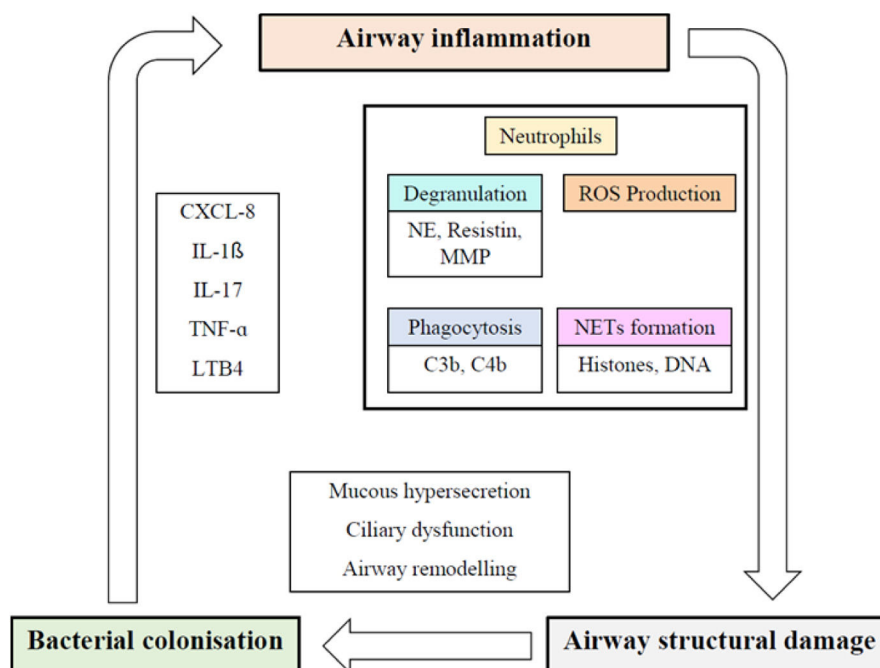 Airway inflammation
Neutrophils
Degranulation
NE, Resistin,
MMP
ROS Production
Phagocytosis
C3b, C4b
NETs formation
Histones, DNA
CXCL-8
IL-1ß
IL-17
TNF-α
LTB4
Mucous hypersecretion
Ciliary dysfunction
Airway remodelling
Bacterial colonisation
Airway structural damage